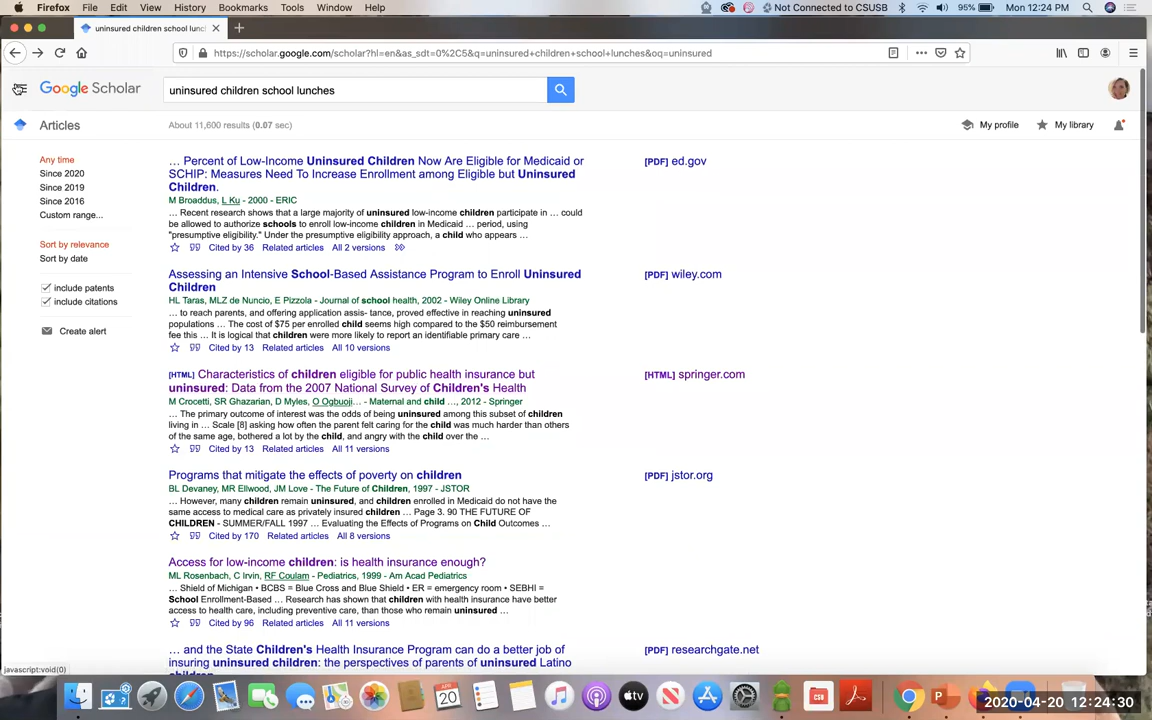 Firefox File Edit View History Bookmarks Tools Window Help Not Connected to CSUSB 95% Mon 12:24 PM
uninsured children school lunc
https://scholar.google.com/scholar?hl=en&as_sdt=0%2C5&q=uninsured+children+school+lunches&oq=uninsured
Google Scholar uninsured children school lunches
Articles About 11,600 results (0.07 sec) My profile My library
Any time
Since 2020
Since 2019
Since 2016
Custom range...
Sort by relevance
Sort by date
include patents
include citations
Create alert
… Percent of Low-Income Uninsured Children Now Are Eligible for Medicaid or
SCHIP: Measures Need To Increase Enrollment among Eligible but Uninsured
Children.
M Broaddus, L Ku - 2000 - ERIC
… Recent research shows that a large majority of uninsured low-income children participate in … could
be allowed to authorize schools to enroll low-income children in Medicaid … period, using
"presumptive eligibility." Under the presumptive eligibility approach, a child who appears …
Cited by 36 Related articles All 2 versions
[PDF] ed.gov
Assessing an Intensive School-Based Assistance Program to Enroll Uninsured
Children
HL Taras, MLZ de Nuncio, E Pizzola - Journal of school health, 2002 - Wiley Online Library
… to reach parents, and offering application assis- tance, proved effective in reaching uninsured
populations … The cost of $75 per enrolled child seems high compared to the $50 reimbursement
fee this … It is logical that children were more likely to report an identifiable primary care …
Cited by 13 Related articles All 10 versions
[PDF] wiley.com
[HTML] Characteristics of children eligible for public health insurance but
uninsured: Data from the 2007 National Survey of Children's Health
M Crocetti, SR Ghazarian, D Myles, O Ogbuoji… - Maternal and child …, 2012 - Springer
… The primary outcome of interest was the odds of being uninsured among this subset of children
living in … Scale [8] asking how often the parent felt caring for the child was much harder than others
of the same age, bothered a lot by the child, and angry with the child over the …
Cited by 13 Related articles All 11 versions
[HTML] springer.com
Programs that mitigate the effects of poverty on children
BL Devaney, MR Ellwood, JM Love - The Future of Children, 1997 - JSTOR
… However, many children remain uninsured, and children enrolled in Medicaid do not have the
same access to medical care as privately insured children … Page 3. 90 THE FUTURE OF
CHILDREN - SUMMER/FALL 1997 … Evaluating the Effects of Programs on Child Outcomes …
Cited by 170 Related articles All 8 versions
[PDF] jstor.org
Access for low-income children: is health insurance enough?
ML Rosenbach, C Irvin, RF Coulam - Pediatrics, 1999 - Am Acad Pediatrics
… Shield of Michigan • BCBS = Blue Cross and Blue Shield • ER = emergency room • SEBHI =
School Enrollment-Based … Research has shown that children with health insurance have better
access to health care, including preventive care, than those who remain uninsured …
Cited by 96 Related articles All 11 versions
… and the State Children's Health Insurance Program can do a better job of
insuring uninsured children: the perspectives of parents of uninsured Latino
[PDF] researchgate.net
javascript:void(0)
APR
20
tv
CSB
2020-04-20 12:24:30